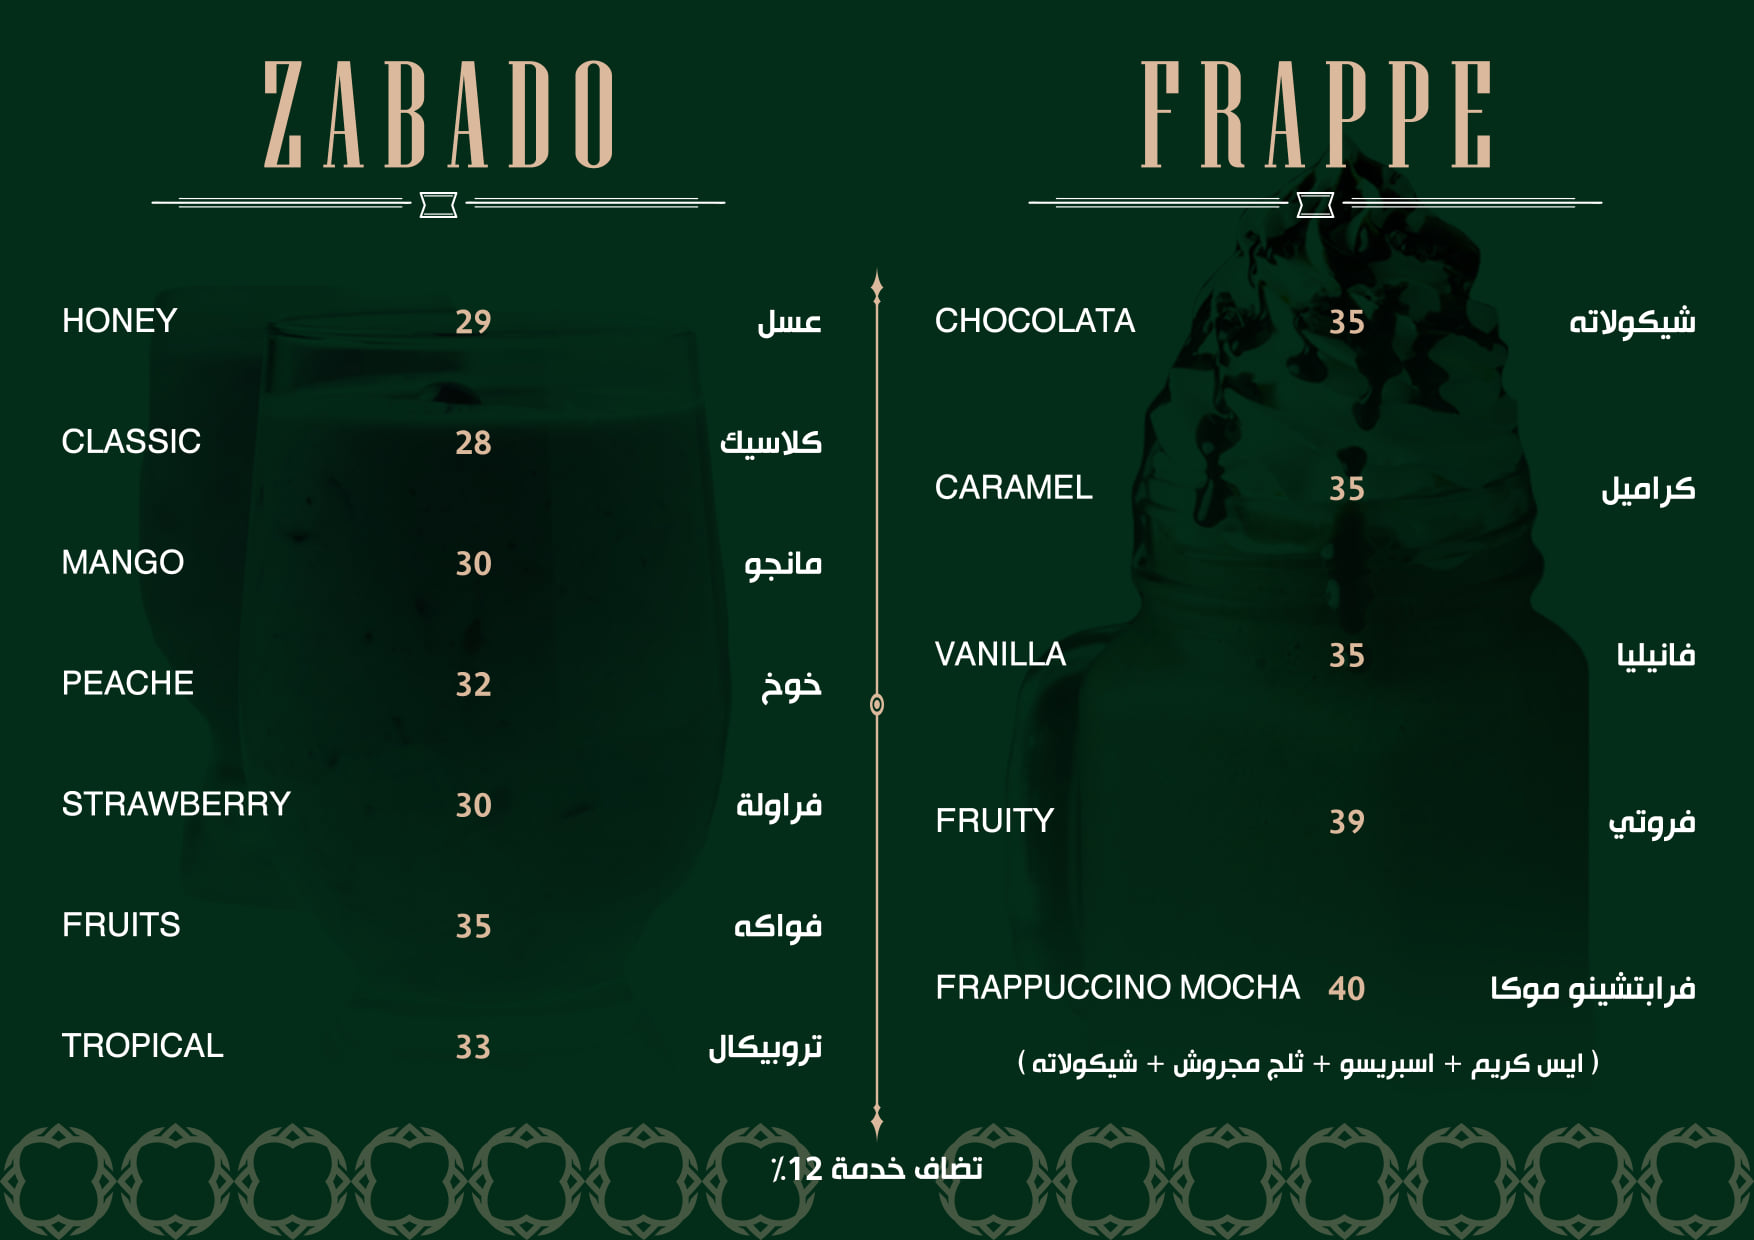 ZABADO
HONEY 29 عسل
CLASSIC 28 كلاسيك
MANGO 30 مانجو
PEACHE 32 خوخ
STRAWBERRY 30 فراولة
FRUITS 35 فواكه
TROPICAL 33 تروبيكال
FRAPPE
CHOCOLATA 35 شيكولاته
CARAMEL 35 كراميل
VANILLA 35 فانيليا
FRUITY 39 فروتي
FRAPPUCCINO MOCHA 40 فرابتشينو موكا
( ايس كريم + اسبريسو + ثلج مجروش + شيكولاته )
تضاف خدمة 12٪